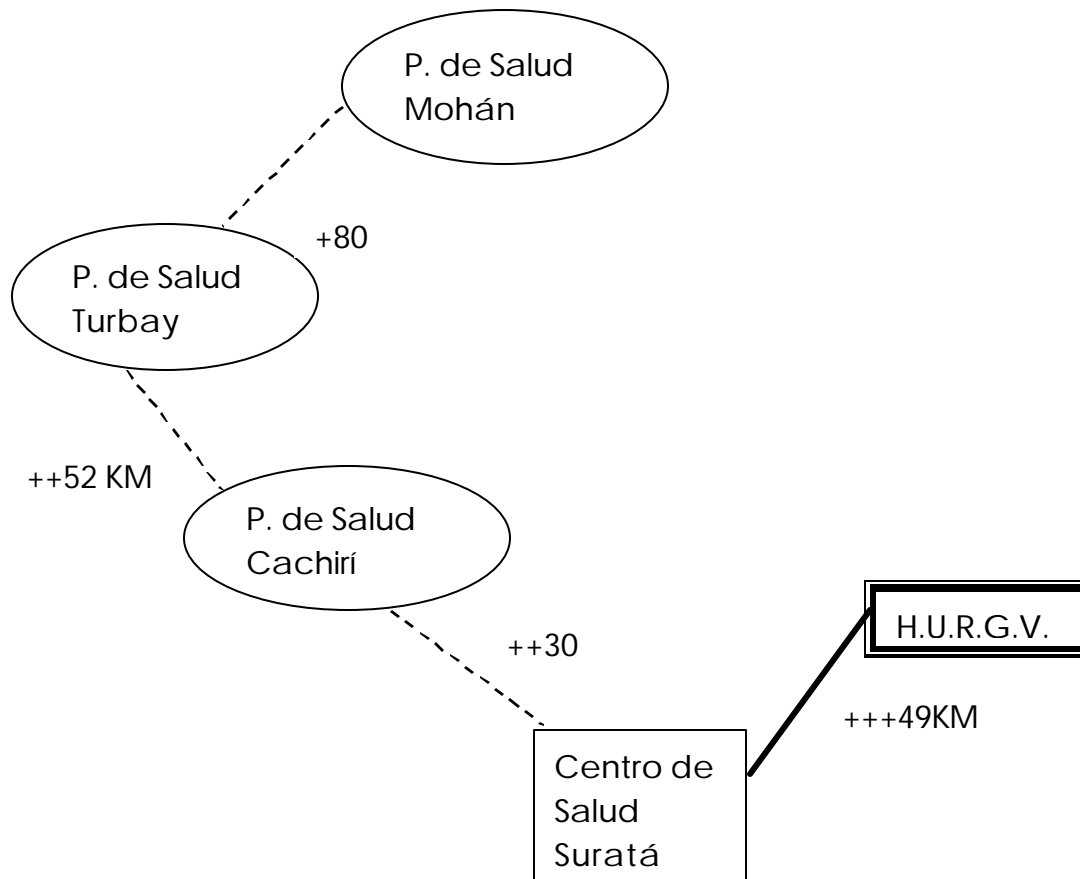 P. de Salud
Mohán
+80
P. de Salud
Turbay
++52 KM
P. de Salud
Cachirí
++30
H.U.R.G.V.
+++49KM
Centro de
Salud
Suratá